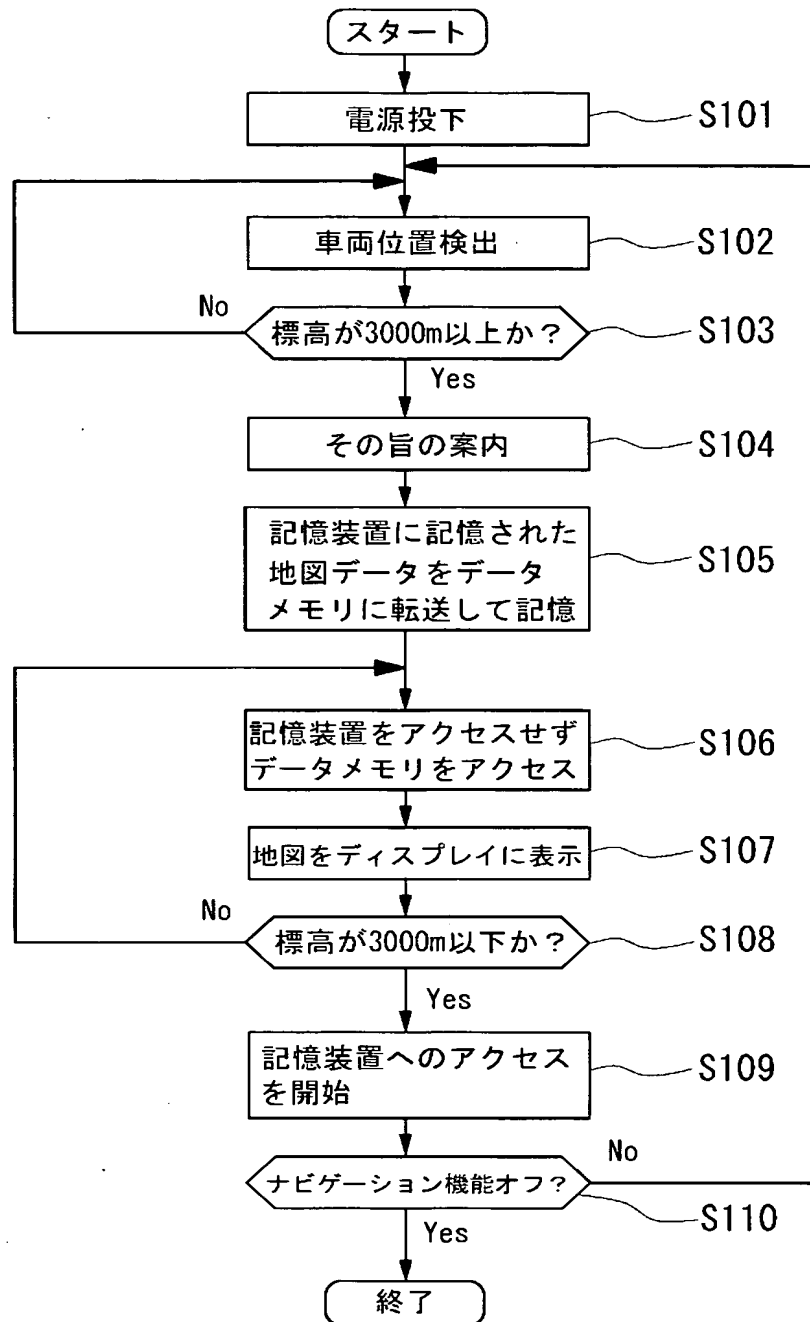 スタート
電源投下
S101
車両位置検出
S102
No
標高が3000m以上か?
S103
Yes
その旨の案内
S104
記憶装置に記憶された
地図データをデータ
メモリに転送して記憶
S105
記憶装置をアクセスせず
データメモリをアクセス
S106
地図をディスプレイに表示
S107
No
標高が3000m以下か?
S108
Yes
記憶装置へのアクセス
を開始
S109
No
ナビゲーション機能オフ?
S110
Yes
終了